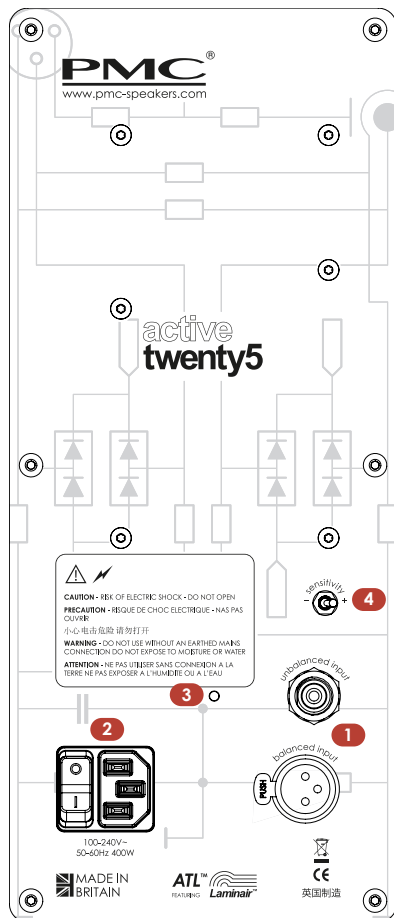 PMC®
www.pmc-speakers.com
active
twenty5
CAUTION - RISK OF ELECTRIC SHOCK - DO NOT OPEN
PRECAUTION - RISQUE DE CHOC ELECTRIQUE - NAS PAS
OUVRIR
小心电击危险 请勿打开
WARNING - DO NOT USE WITHOUT AN EARTHED MAINS
CONNECTION DO NOT EXPOSE TO MOISTURE OR WATER
ATTENTION - NE PAS UTILISER SANS CONNEXION A LA
TERRE NE PAS EXPOSER A L'HUMIDITE OU A L'EAU
sensitivity
- +
4
unbalanced input
3
2
1
balanced input
PUSH
100-240V~
50-60Hz 400W
MADE IN
BRITAIN
ATL™
FEATURING Laminair™
CE
英国制造